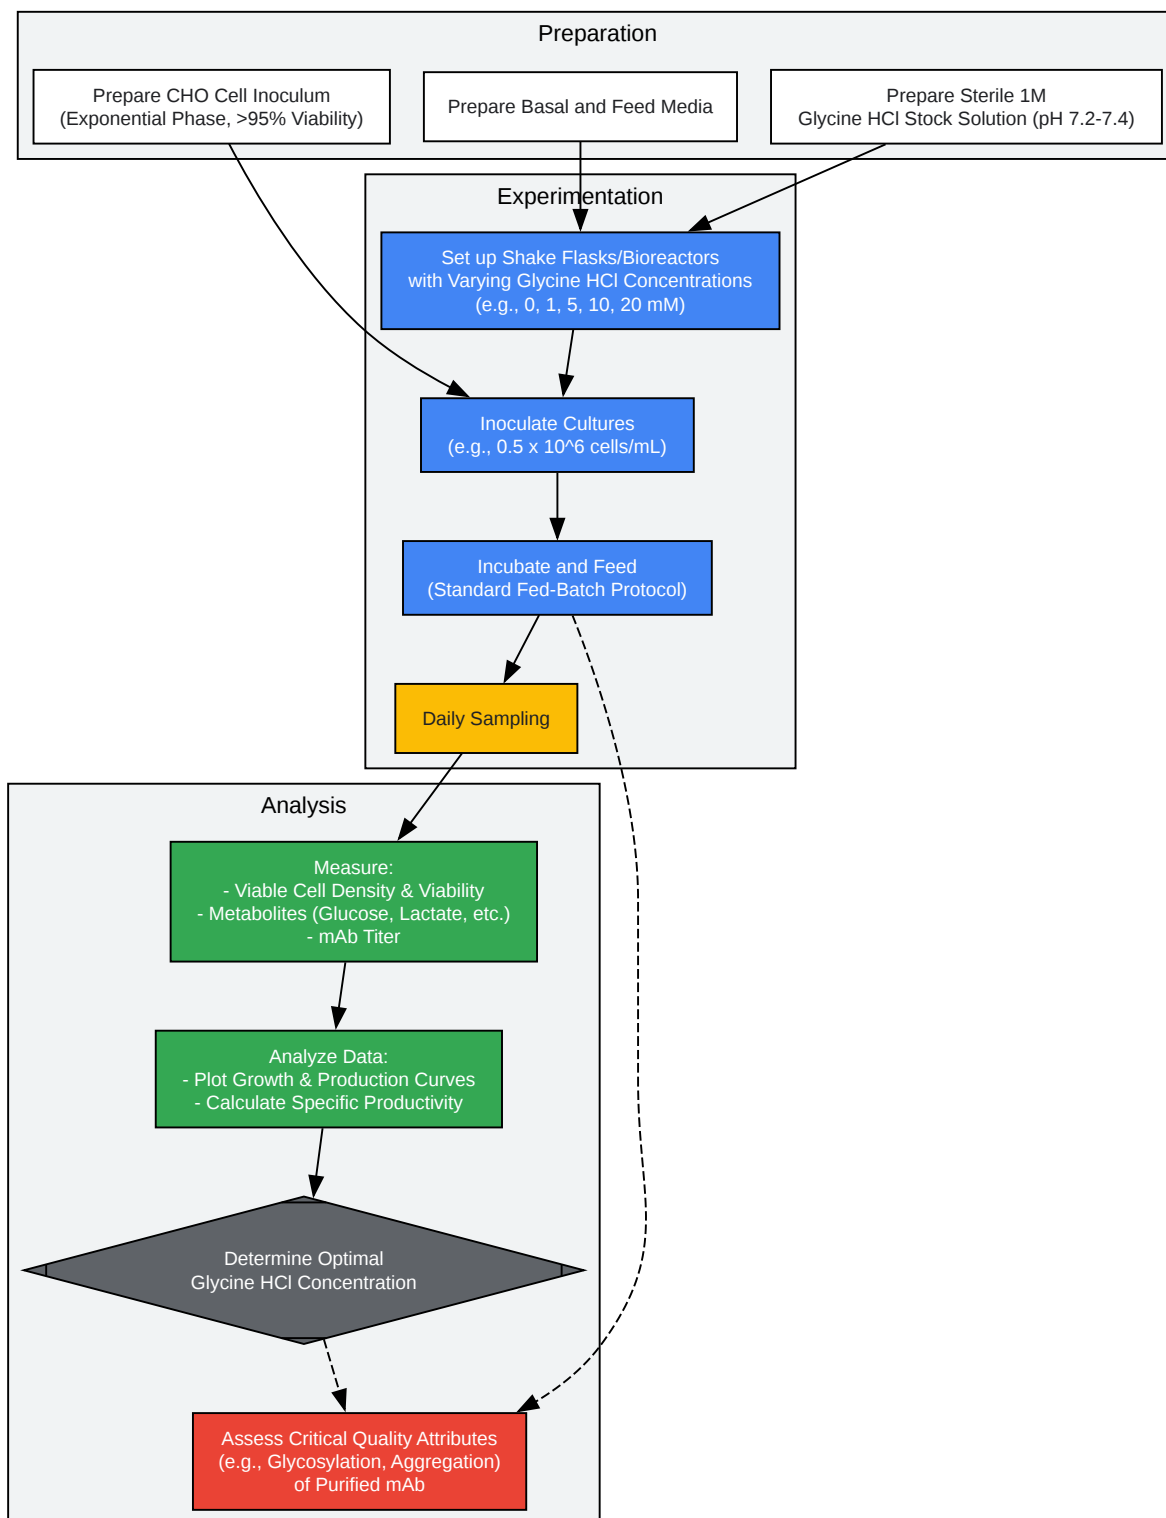 Preparation
Prepare CHO Cell Inoculum
(Exponential Phase, >95% Viability)
Prepare Basal and Feed Media
Prepare Sterile 1M
Glycine HCl Stock Solution (pH 7.2-7.4)
Experimentation
Set up Shake Flasks/Bioreactors
with Varying Glycine HCl Concentrations
(e.g., 0, 1, 5, 10, 20 mM)
Inoculate Cultures
(e.g., 0.5 x 10^6 cells/mL)
Incubate and Feed
(Standard Fed-Batch Protocol)
Daily Sampling
Analysis
Measure:
- Viable Cell Density & Viability
- Metabolites (Glucose, Lactate, etc.)
- mAb Titer
Analyze Data:
- Plot Growth & Production Curves
- Calculate Specific Productivity
Determine Optimal
Glycine HCl Concentration
Assess Critical Quality Attributes
(e.g., Glycosylation, Aggregation)
of Purified mAb